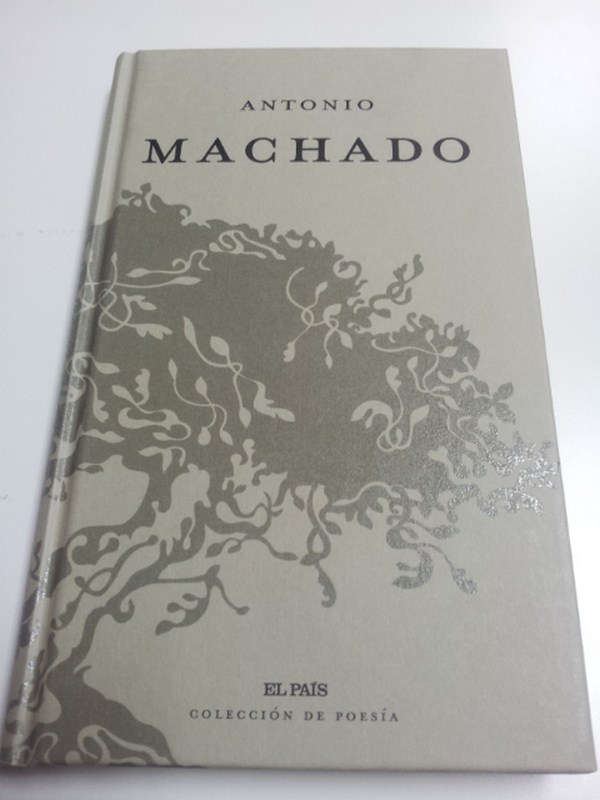 ANTONIO
MACHADO
EL PAÍS
COLECCIÓN DE POESÍA